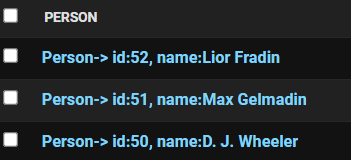 PERSON
Person-> id:52, name:Lior Fradin
Person-> id:51, name:Max Gelmadin
Person-> id:50, name:D. J. Wheeler